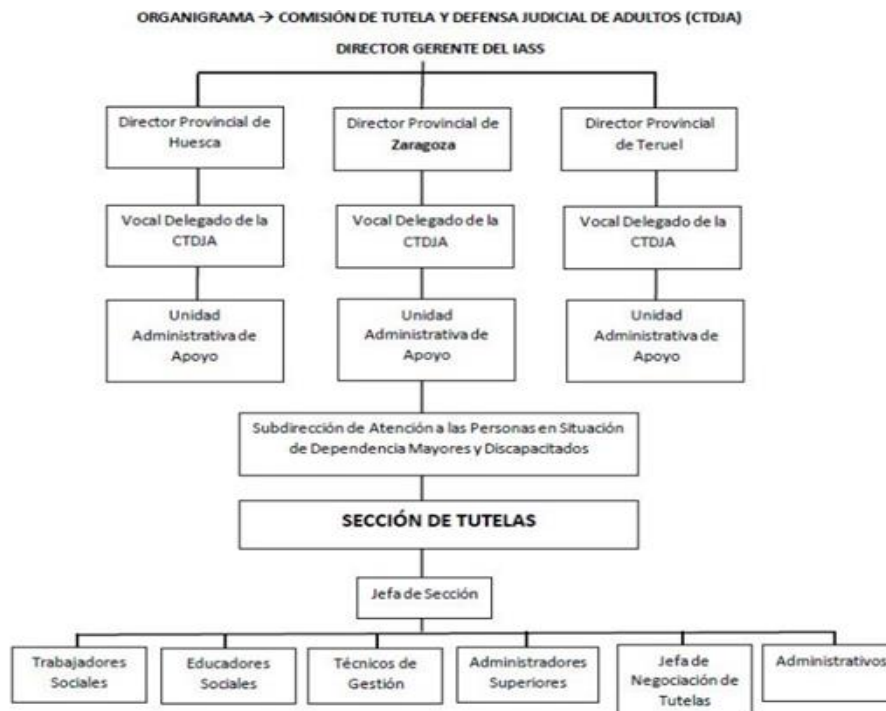 ORGANIGRAMA → COMISIÓN DE TUTELA Y DEFENSA JUDICIAL DE ADULTOS (CTDJA)
DIRECTOR GERENTE DEL IASS
Director Provincial de
Huesca
Director Provincial de
Zaragoza
Director Provincial
de Teruel
Vocal Delegado de la
CTDJA
Vocal Delegado de la
CTDJA
Vocal Delegado de la
CTDJA
Unidad
Administrativa de
Apoyo
Unidad
Administrativa de
Apoyo
Unidad
Administrativa de
Apoyo
Subdirección de Atención a las Personas en Situación
de Dependencia Mayores y Discapacitados
SECCIÓN DE TUTELAS
Jefa de Sección
Trabajadores
Sociales
Educadores
Sociales
Técnicos de
Gestión
Administradores
Superiores
Jefa de
Negociación de
Tutelas
Administrativos